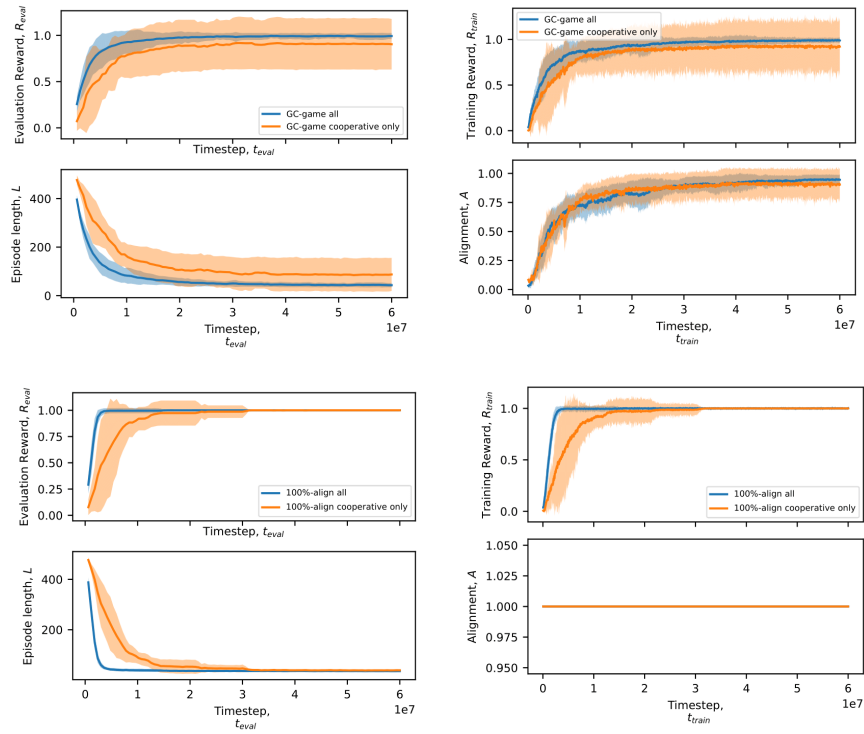 Evaluation Reward, R_eval
1.0
0.5
0.0
GC-game all
GC-game cooperative only
Timestep, t_eval
Episode length, L
400
200
0
0 1 2 3 4 5 6
1e7
Timestep,
t_eval
Training Reward, R_train
1.0
0.5
0.0
GC-game all
GC-game cooperative only
Alignment, A
1.00
0.75
0.50
0.25
0.00
0 1 2 3 4 5 6
1e7
Timestep,
t_train
Evaluation Reward, R_eval
1.00
0.75
0.50
0.25
0.00
100%-align all
100%-align cooperative only
Timestep, t_eval
Episode length, L
400
200
0 1 2 3 4 5 6
1e7
Timestep,
t_eval
Training Reward, R_train
1.0
0.5
0.0
100%-align all
100%-align cooperative only
Alignment, A
1.050
1.025
1.000
0.975
0.950
0 1 2 3 4 5 6
1e7
Timestep,
t_train